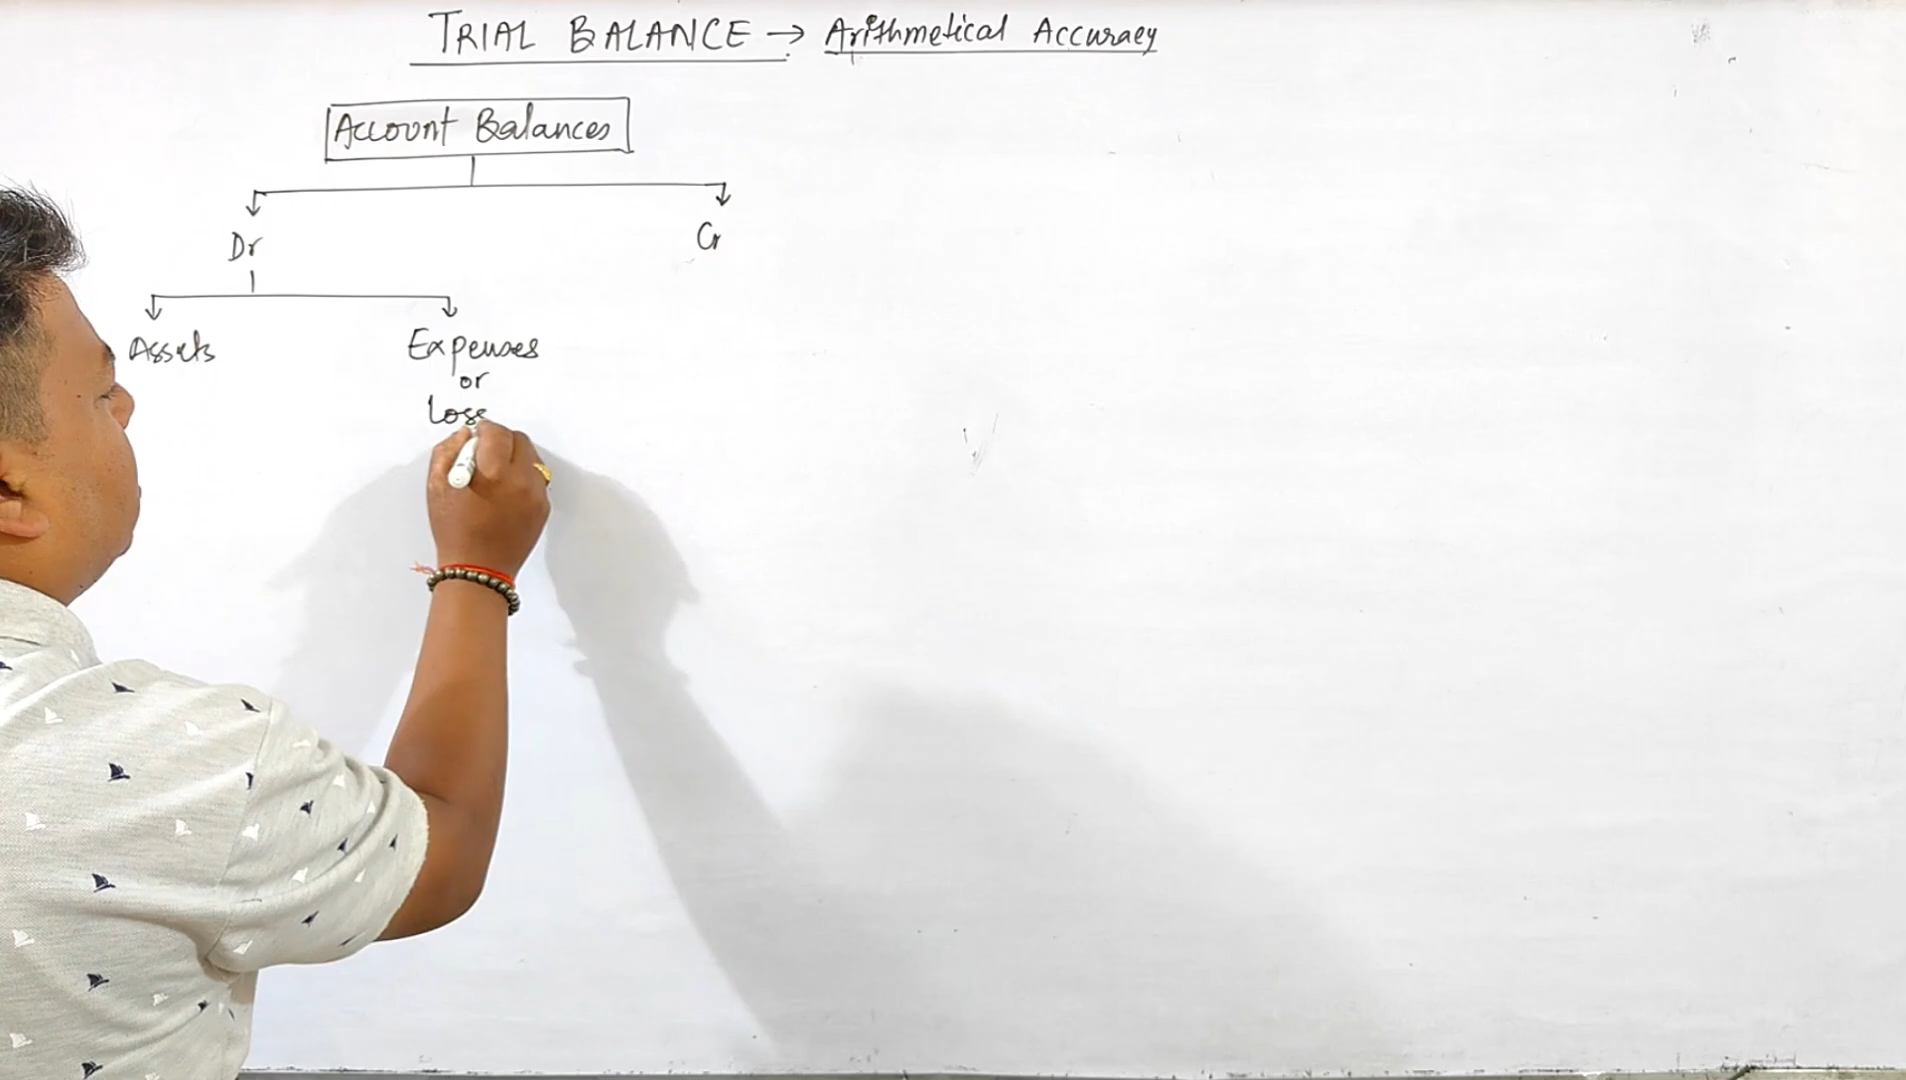 TRIAL BALANCE → Arithmetical Accuracy
Account Balances
Dr Cr
Assets Expenses
or
Loss